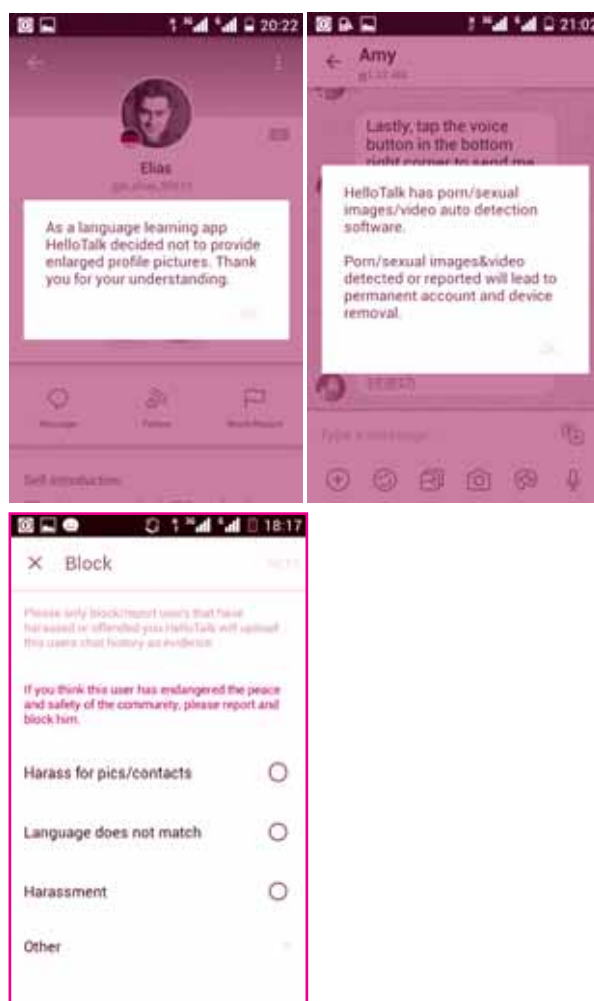 20:22
Elias
As a language learning app
HelloTalk decided not to provide
enlarged profile pictures. Thank
you for your understanding.
Message
Follow
Block/Report
Self-introduction
21:02
Amy
Lastly, tap the voice
button in the bottom
right corner to send me
HelloTalk has porn/sexual
images/video auto detection
software.
Porn/sexual images&video
detected or reported will lead to
permanent account and device
removal.
Type a message
18:17
Block
NEXT
Please only block/report users that have
harassed or offended you HelloTalk will upload
this users chat history as evidence
If you think this user has endangered the peace
and safety of the community, please report and
block him.
Harass for pics/contacts
Language does not match
Harassment
Other